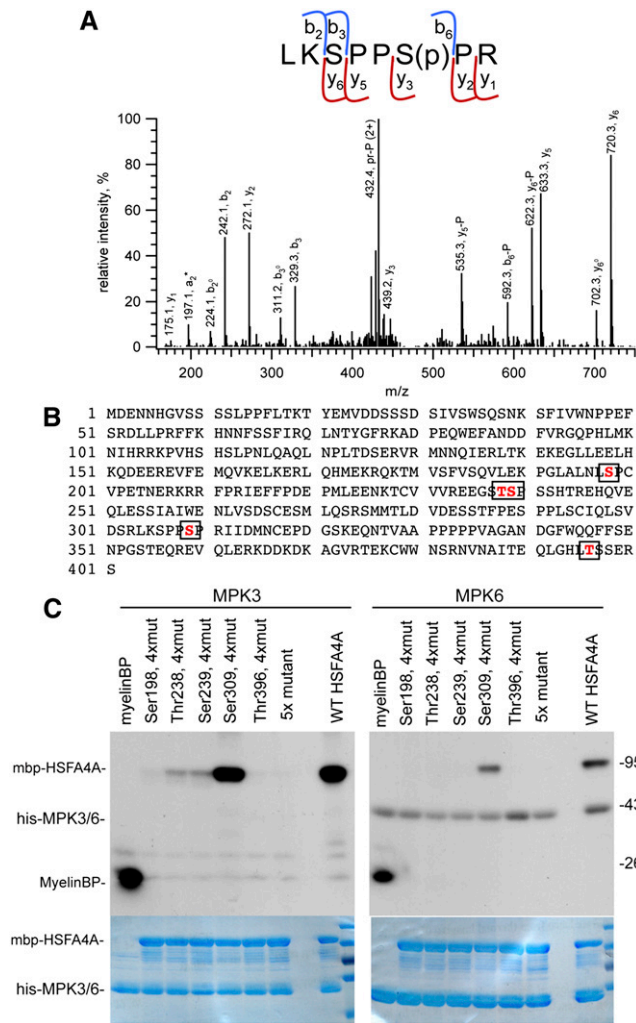 A
b2 b3 b6
LKSPPS(p)PR
y6 y5 y3 y2 y1
relative intensity, %
100
80
60
40
20
0
175.1, y1
197.1, a2*
224.1, b2⁰
242.1, b2
272.1, y2
311.2, b3⁰
329.3, b3
432.4, pr-P (2+)
439.2, y3
535.3, y5-P
592.3, b6-P
622.3, y6-P
633.3, y5
702.3, y6⁰
720.3, y6
200 300 400 500 600 700
m/z
B
1 MDENNHGVSS SSLPPFLTKT YEMVDDSSSD SIVSWSQSNK SFIVWNPPEF
51 SRDLLPRFFK HNNFSSFIRQ LNTYGFRKAD PEQWEFANDD FVRGQPHLMK
101 NIHRRKPVHS HSLPNLQAQL NPLTDSERVR MNNQIERLTK EKEGLLEELH
151 KQDEEREVFE MQVKELKERL QHMEKRQKTM VSFVSQVLEK PGLALNLSPC
201 VPETNERKRR FPRIEFFPDE PMLEENKTCV VVREEGSTSP SSHTREHQVE
251 QLESSIAIWE NLVSDSCESM LQSRSMMTLD VDESSTFPES PPLSCIQLSV
301 DSRLKSPPSP RIIDMNCEPD GSKEQNTVAA PPPPPVAGAN DGFWQQFFSE
351 NPGSTEQREV QLERKDDKDK AGVRTEKCWW NSRNVNAITE QLGHLTSSER
401 S
C
MPK3 MPK6
myelinBP
Ser198, 4xmut
Thr238, 4xmut
Ser239, 4xmut
Ser309, 4xmut
Thr396, 4xmut
5x mutant
WT HSFA4A
myelinBP
Ser198, 4xmut
Thr238, 4xmut
Ser239, 4xmut
Ser309, 4xmut
Thr396, 4xmut
5x mutant
WT HSFA4A
mbp-HSFA4A-
his-MPK3/6-
MyelinBP-
-95
-43
-26
mbp-HSFA4A-
his-MPK3/6-